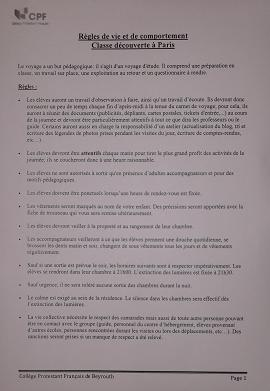 CPF
Règles de vie et de comportement
Classe découverte à Paris
Le voyage a un but pédagogique: il s'agit d'un voyage d'étude. Il comprend une préparation en
classe, un travail sur place, une exploitation au retour et un questionnaire à rendre.
Règles :
- Les élèves auront un travail d'observation à faire, ainsi qu'un travail d'écoute. Ils devront donc
consacrer un peu de temps chaque fin d'après-midi à la tenue du carnet de voyage, pour cela, ils
auront à réunir des documents (publicités, dépliants, cartes postales, tickets d'entrée, ...) au cours
de la journée et devront être particulièrement attentifs à tout ce que dira les professeurs ou le
guide. Certains auront aussi en charge la responsabilité d'un atelier (actualisation du blog, tri et
écriture des légendes de photos prises pendant les visites du jour, écriture de comptes-rendus,
etc...)
- Les élèves devront être attentifs chaque matin pour tirer le plus grand profit des activités de la
journée, ils se coucheront donc à une heure raisonnable.
- Les élèves ne sont autorisés à sortir qu'en présence d'adultes accompagnateurs et pour des
motifs pédagogiques.
- Les élèves devront être ponctuels lorsqu'une heure de rendez-vous est fixée.
- Les vêtements seront marqués au nom de votre enfant. Des précisions seront apportées avec la
fiche de trousseau qui vous sera remise ultérieurement.
- Les élèves devront veiller à la propreté et au rangement de leur chambre.
- Les accompagnateurs veilleront à ce que les élèves prennent une douche quotidienne, se
brossent les dents matin et soir, changent de sous vêtements tous les jours et de vêtements
régulièrement.
- Sauf si une sortie est prévue le soir, les horaires suivants sont à respecter impérativement. Les
élèves se rendront dans leur chambre à 21h00. L'extinction des lumières est fixée à 21h30.
- Sauf urgence, il ne sera toléré aucune sortie des chambres durant la nuit.
- Le calme est exigé au sein de la résidence. Le silence dans les chambres sera effectif dès
l'extinction des lumières.
- La vie collective nécessite le respect des camarades mais aussi de toute autre personne pouvant
être en contact avec le groupe (guide, personnel du centre d'hébergement, élèves provenant
d'autres écoles, personnes rencontrées durant les visites ou lors des déplacements, etc...). Des
sanctions seront prises si un manque de respect a été relevé.
Collège Protestant Français de Beyrouth
Page 1